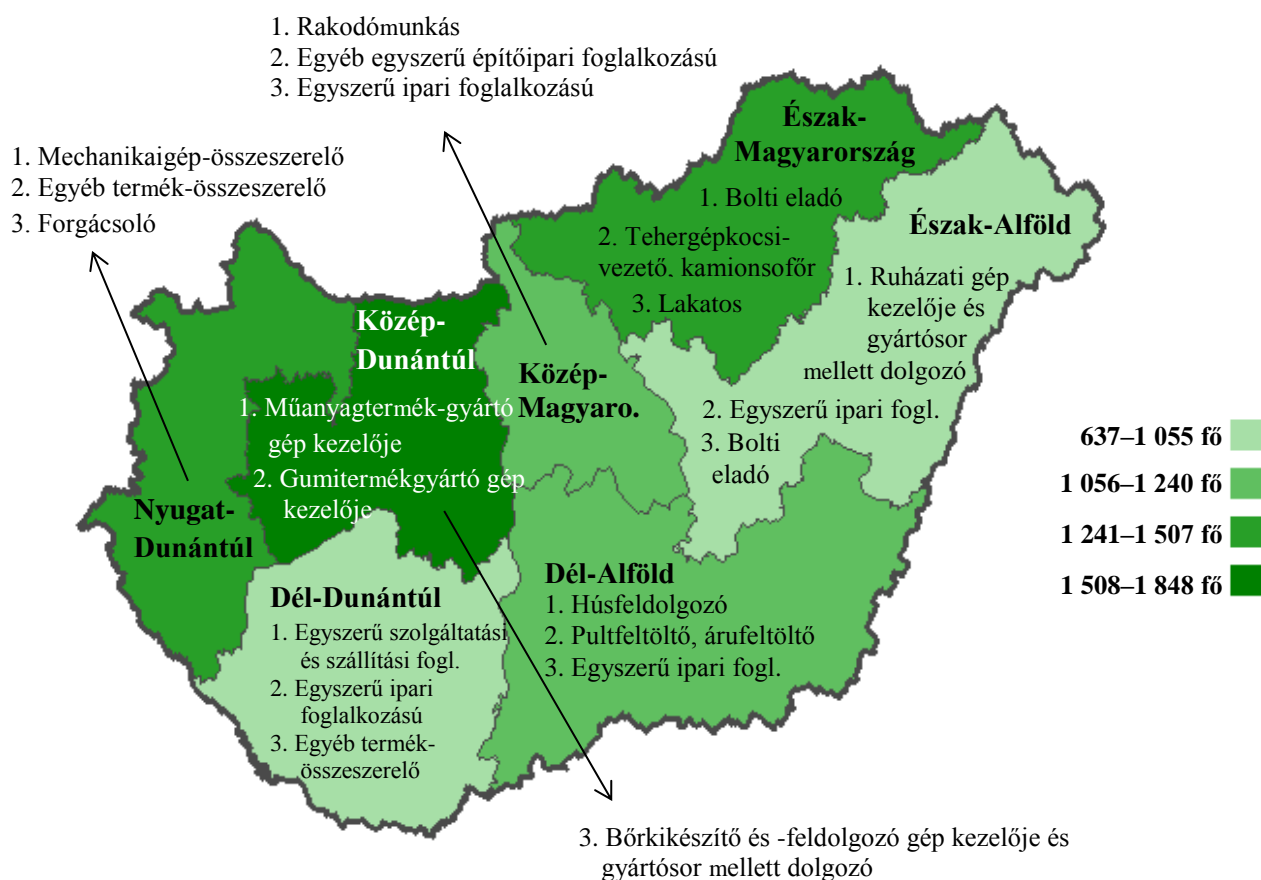 1. Rakodómunkás
2. Egyéb egyszerű építőipari foglalkozású
3. Egyszerű ipari foglalkozású
1. Mechanikaigép-összeszerelő
2. Egyéb termék-összeszerelő
3. Forgácsoló
Észak-
Magyarország
1. Bolti eladó
2. Tehergépkocsi-
vezető, kamionsofőr
3. Lakatos
Észak-Alföld
1. Ruházati gép
kezelője és
gyártósor
mellett dolgozó
2. Egyszerű ipari fogl.
3. Bolti
eladó
Közép-
Dunántúl
1. Műanyagtermék-gyártó
gép kezelője
2. Gumitermékgyártó gép
kezelője
Közép-
Magyaro.
Nyugat-
Dunántúl
Dél-Dunántúl
1. Egyszerű szolgáltatási
és szállítási fogl.
2. Egyszerű ipari
foglalkozású
3. Egyéb termék-
összeszerelő
Dél-Alföld
1. Húsfeldolgozó
2. Pultfeltöltő, árufeltöltő
3. Egyszerű ipari fogl.
637–1 055 fő
1 056–1 240 fő
1 241–1 507 fő
1 508–1 848 fő
3. Bőrkikészítő és -feldolgozó gép kezelője és
gyártósor mellett dolgozó